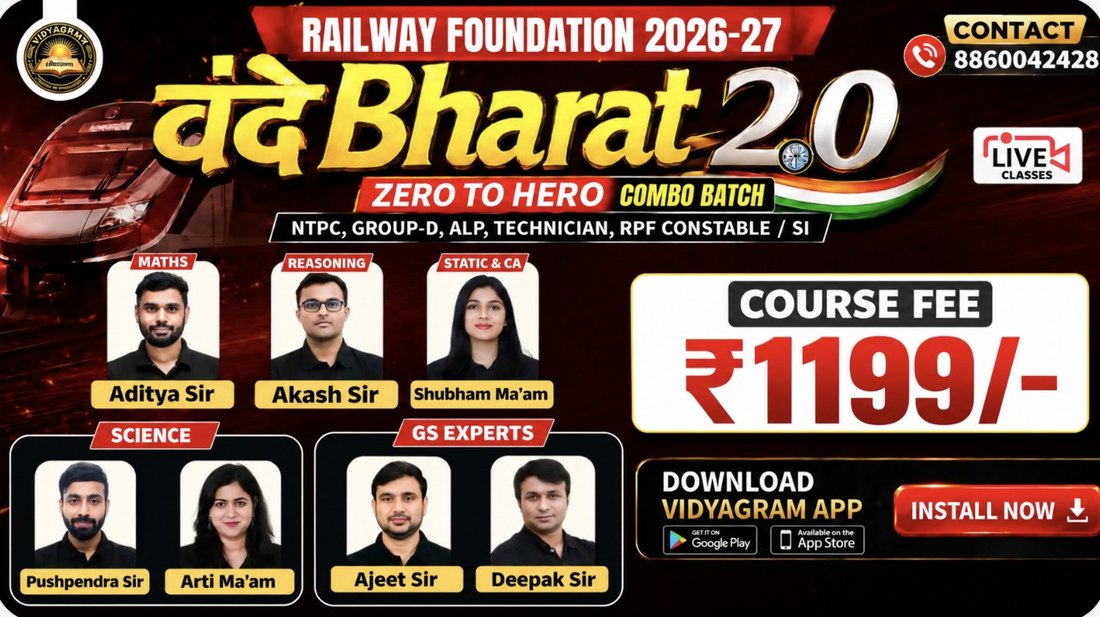 VIDYAGRAM
RAILWAY FOUNDATION 2026-27
CONTACT
8860042428
वंदे Bharat 2.0
LIVE
CLASSES
ZERO TO HERO COMBO BATCH
NTPC, GROUP-D, ALP, TECHNICIAN, RPF CONSTABLE / SI
MATHS
Aditya Sir
REASONING
Akash Sir
STATIC & CA
Shubham Ma'am
COURSE FEE
₹1199/-
SCIENCE
Pushpendra Sir
Arti Ma'am
GS EXPERTS
Ajeet Sir
Deepak Sir
DOWNLOAD
VIDYAGRAM APP
GET IT ON
Google Play
Available on the
App Store
INSTALL NOW